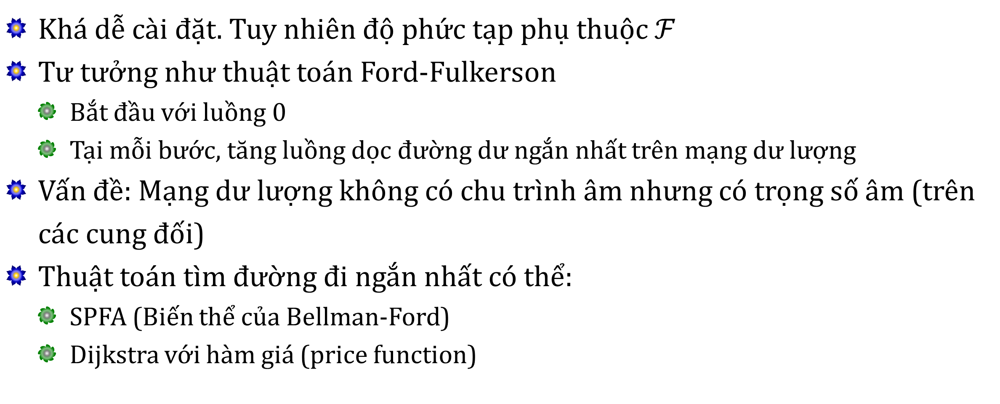 Khá dễ cài đặt. Tuy nhiên độ phức tạp phụ thuộc ℱ
Tư tưởng như thuật toán Ford-Fulkerson
Bắt đầu với luồng 0
Tại mỗi bước, tăng luồng dọc đường dư ngắn nhất trên mạng dư lượng
Vấn đề: Mạng dư lượng không có chu trình âm nhưng có trọng số âm (trên
các cung đối)
Thuật toán tìm đường đi ngắn nhất có thể:
SPFA (Biến thể của Bellman-Ford)
Dijkstra với hàm giá (price function)